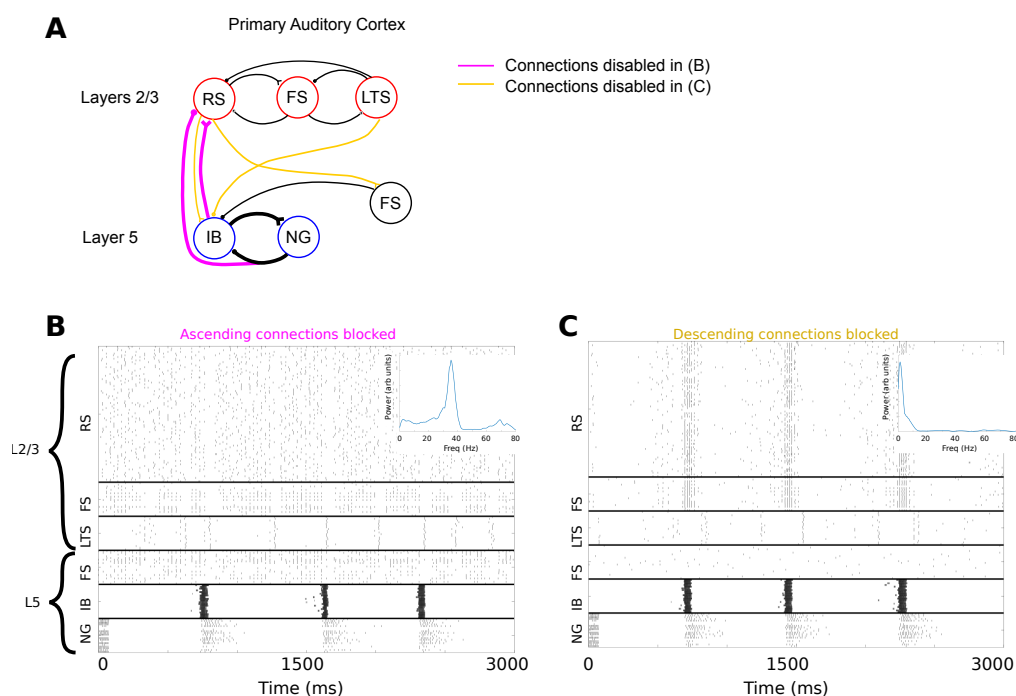 A
Primary Auditory Cortex
Connections disabled in (B)
Connections disabled in (C)
Layers 2/3
RS
FS
LTS
FS
Layer 5
IB
NG
B
Ascending connections blocked
L2/3
L5
RS
FS
LTS
FS
IB
NG
Power (arb units)
0 20 40 60 80
Freq (Hz)
0 1500 3000
Time (ms)
C
Descending connections blocked
RS
FS
LTS
FS
IB
NG
Power (arb units)
0 20 40 60 80
Freq (Hz)
0 1500 3000
Time (ms)